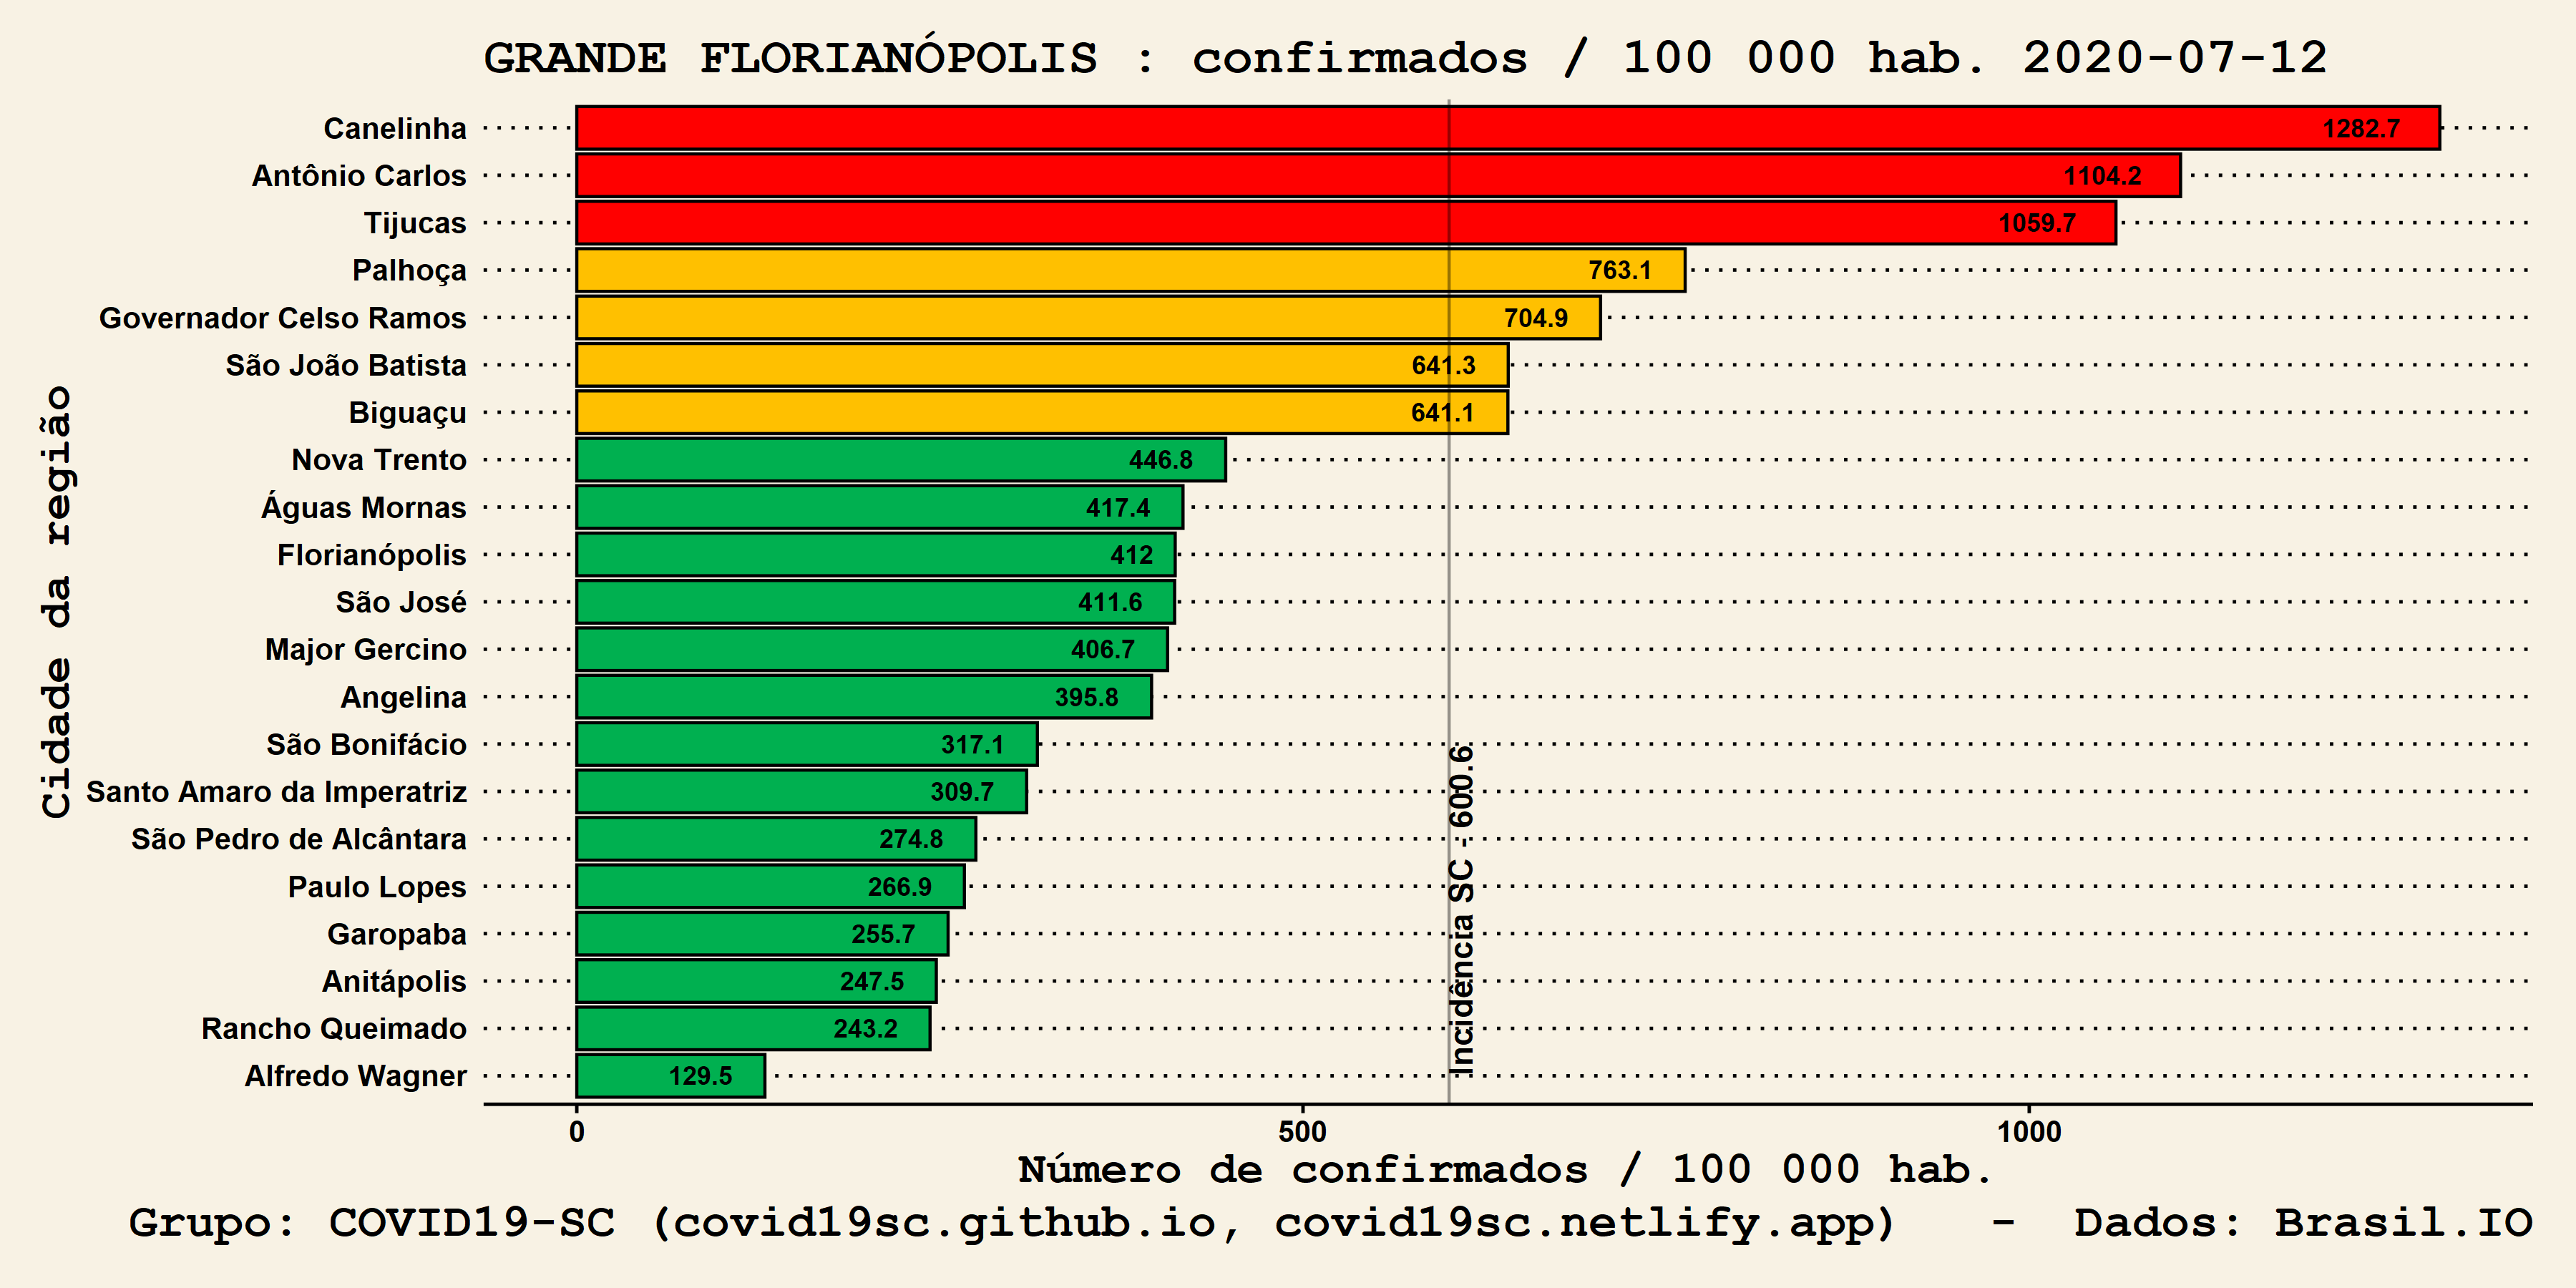 GRANDE FLORIANÓPOLIS : confirmados / 100 000 hab. 2020-07-12
Cidade da região
Canelinha 1282.7
Antônio Carlos 1104.2
Tijucas 1059.7
Palhoça 763.1
Governador Celso Ramos 704.9
São João Batista 641.3
Biguaçu 641.1
Nova Trento 446.8
Águas Mornas 417.4
Florianópolis 412
São José 411.6
Major Gercino 406.7
Angelina 395.8
São Bonifácio 317.1
Santo Amaro da Imperatriz 309.7
São Pedro de Alcântara 274.8
Paulo Lopes 266.9
Garopaba 255.7
Anitápolis 247.5
Rancho Queimado 243.2
Alfredo Wagner 129.5
Incidência SC - 600.6
0 500 1000
Número de confirmados / 100 000 hab.
Grupo: COVID19-SC (covid19sc.github.io, covid19sc.netlify.app) - Dados: Brasil.IO